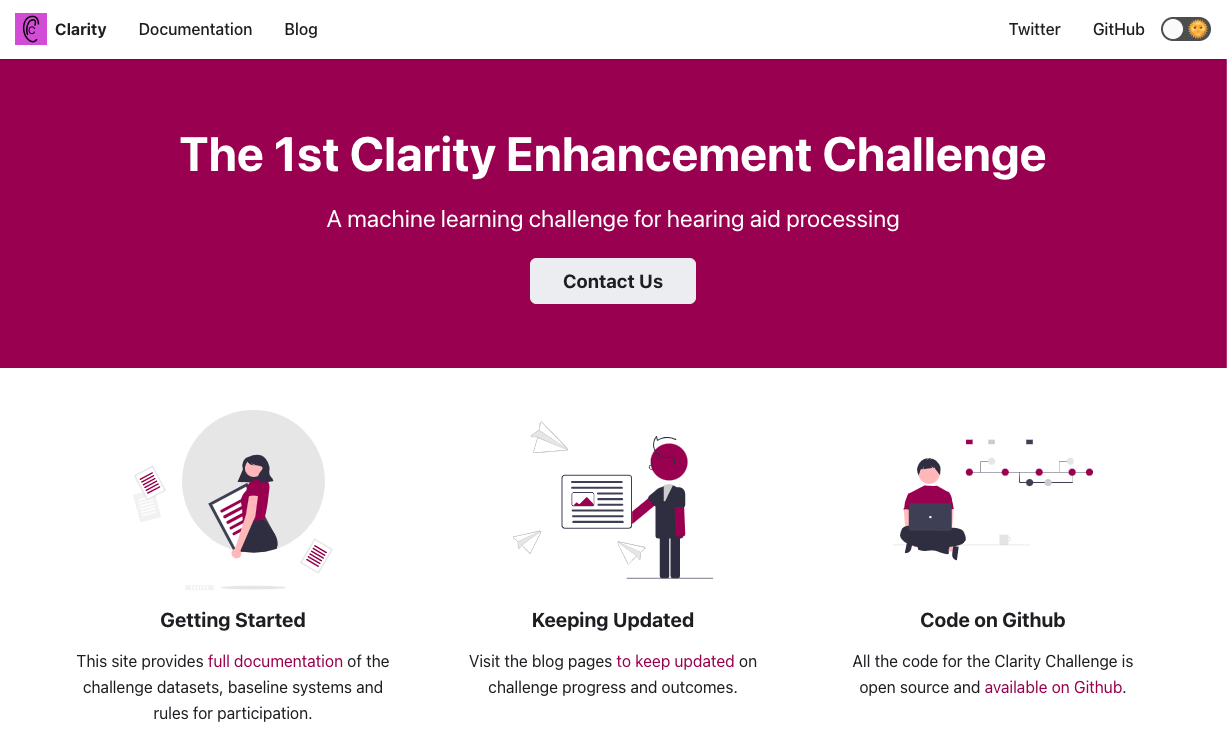 Clarity Documentation Blog Twitter GitHub
The 1st Clarity Enhancement Challenge
A machine learning challenge for hearing aid processing
Contact Us
Getting Started
This site provides full documentation of the
challenge datasets, baseline systems and
rules for participation.
Keeping Updated
Visit the blog pages to keep updated on
challenge progress and outcomes.
Code on Github
All the code for the Clarity Challenge is
open source and available on Github.